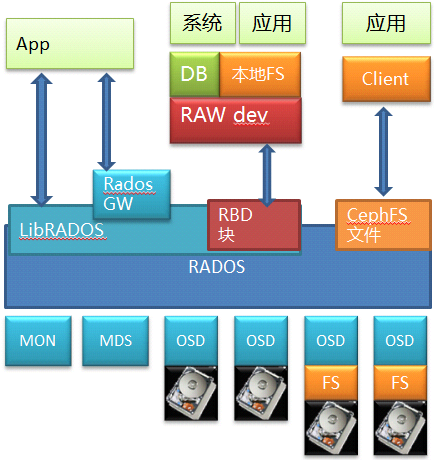 App
系统
应用
应用
DB
本地FS
RAW dev
Client
Rados
GW
LibRADOS
RBD
块
CephFS
文件
RADOS
MON
MDS
OSD
OSD
OSD
OSD
FS
FS